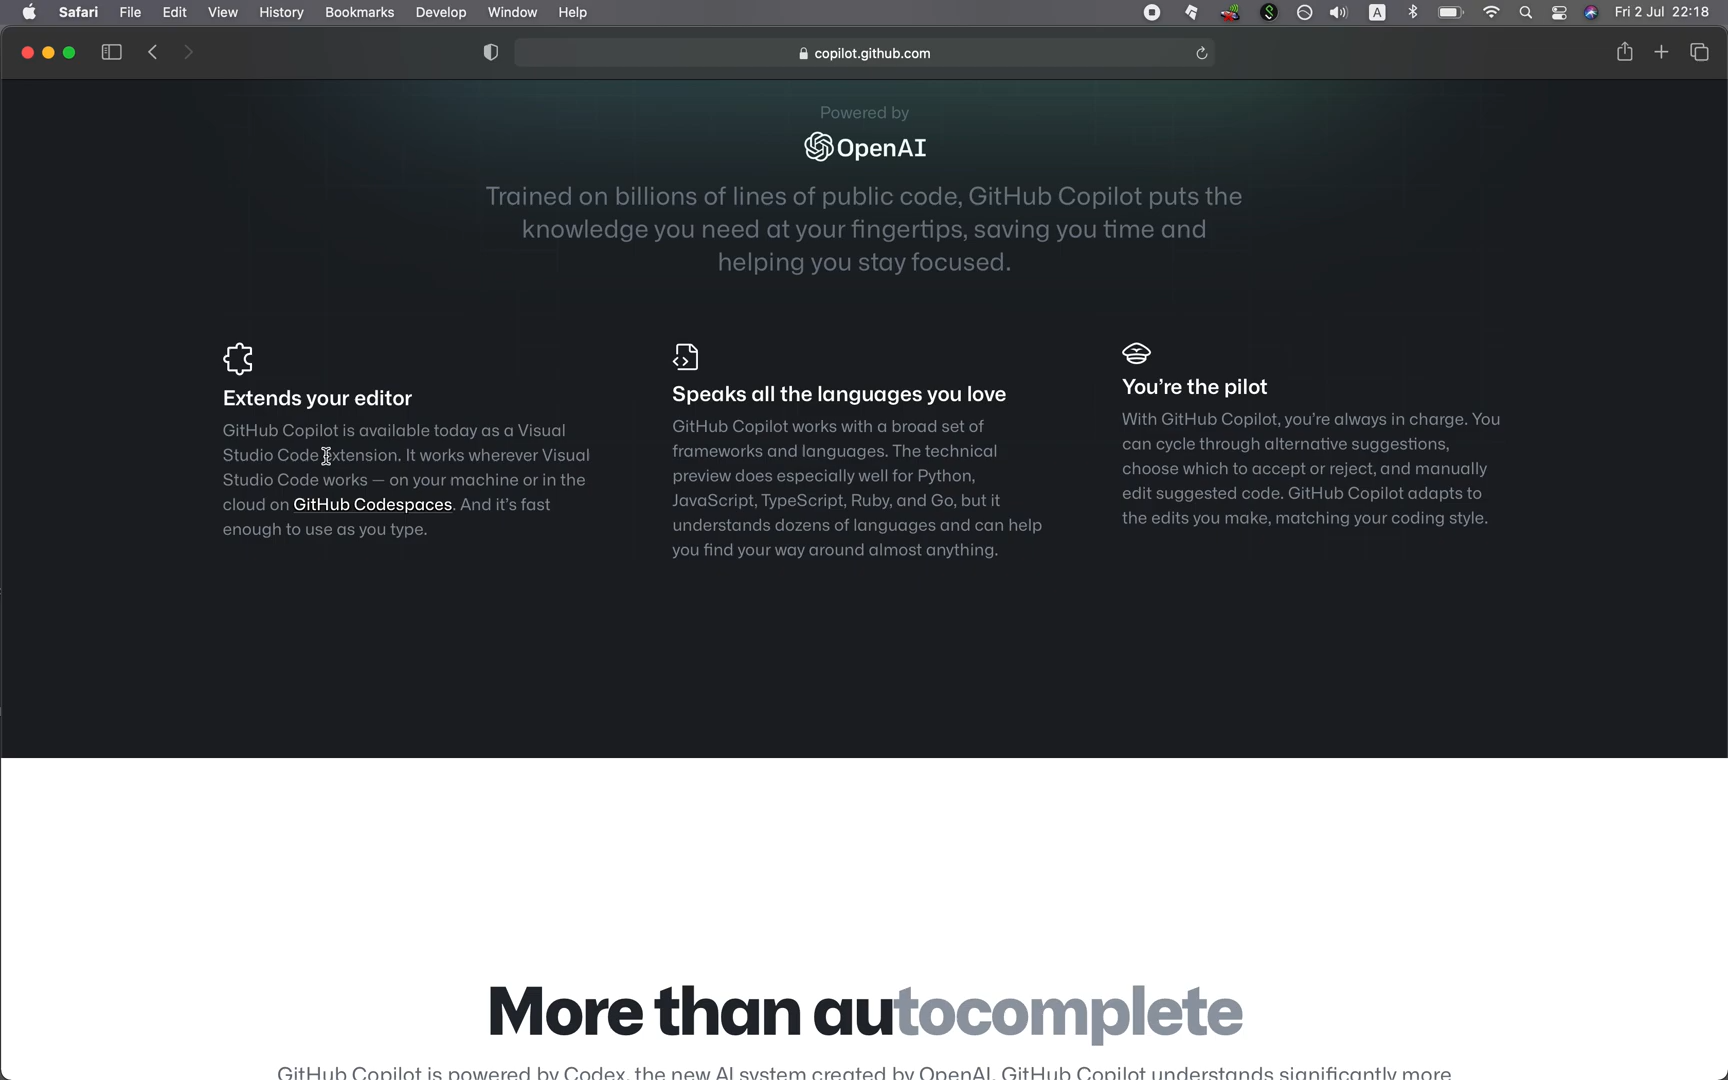 Safari File Edit View History Bookmarks Develop Window Help
A
Fri 2 Jul 22:18
copilot.github.com
Powered by
OpenAI
Trained on billions of lines of public code, GitHub Copilot puts the
knowledge you need at your fingertips, saving you time and
helping you stay focused.
Extends your editor
GitHub Copilot is available today as a Visual
Studio Code extension. It works wherever Visual
Studio Code works — on your machine or in the
cloud on GitHub Codespaces. And it's fast
enough to use as you type.
Speaks all the languages you love
GitHub Copilot works with a broad set of
frameworks and languages. The technical
preview does especially well for Python,
JavaScript, TypeScript, Ruby, and Go, but it
understands dozens of languages and can help
you find your way around almost anything.
You’re the pilot
With GitHub Copilot, you’re always in charge. You
can cycle through alternative suggestions,
choose which to accept or reject, and manually
edit suggested code. GitHub Copilot adapts to
the edits you make, matching your coding style.
More than autocomplete
GitHub Copilot is powered by Codex, the new AI system created by OpenAI. GitHub Copilot understands significantly more